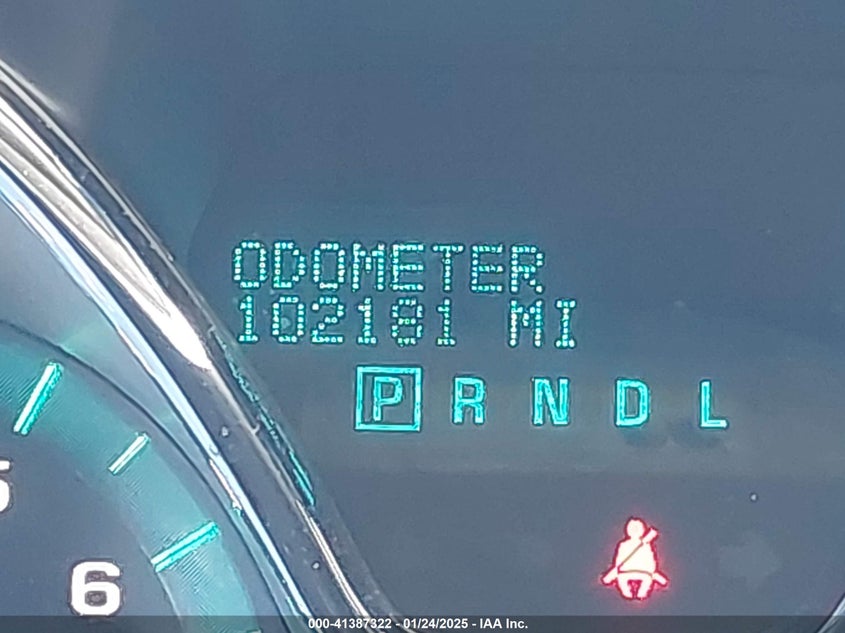 ODOMETER
102181 MI
P R N D L
5
6
000-41387322 - 01/24/2025 - IAA Inc.